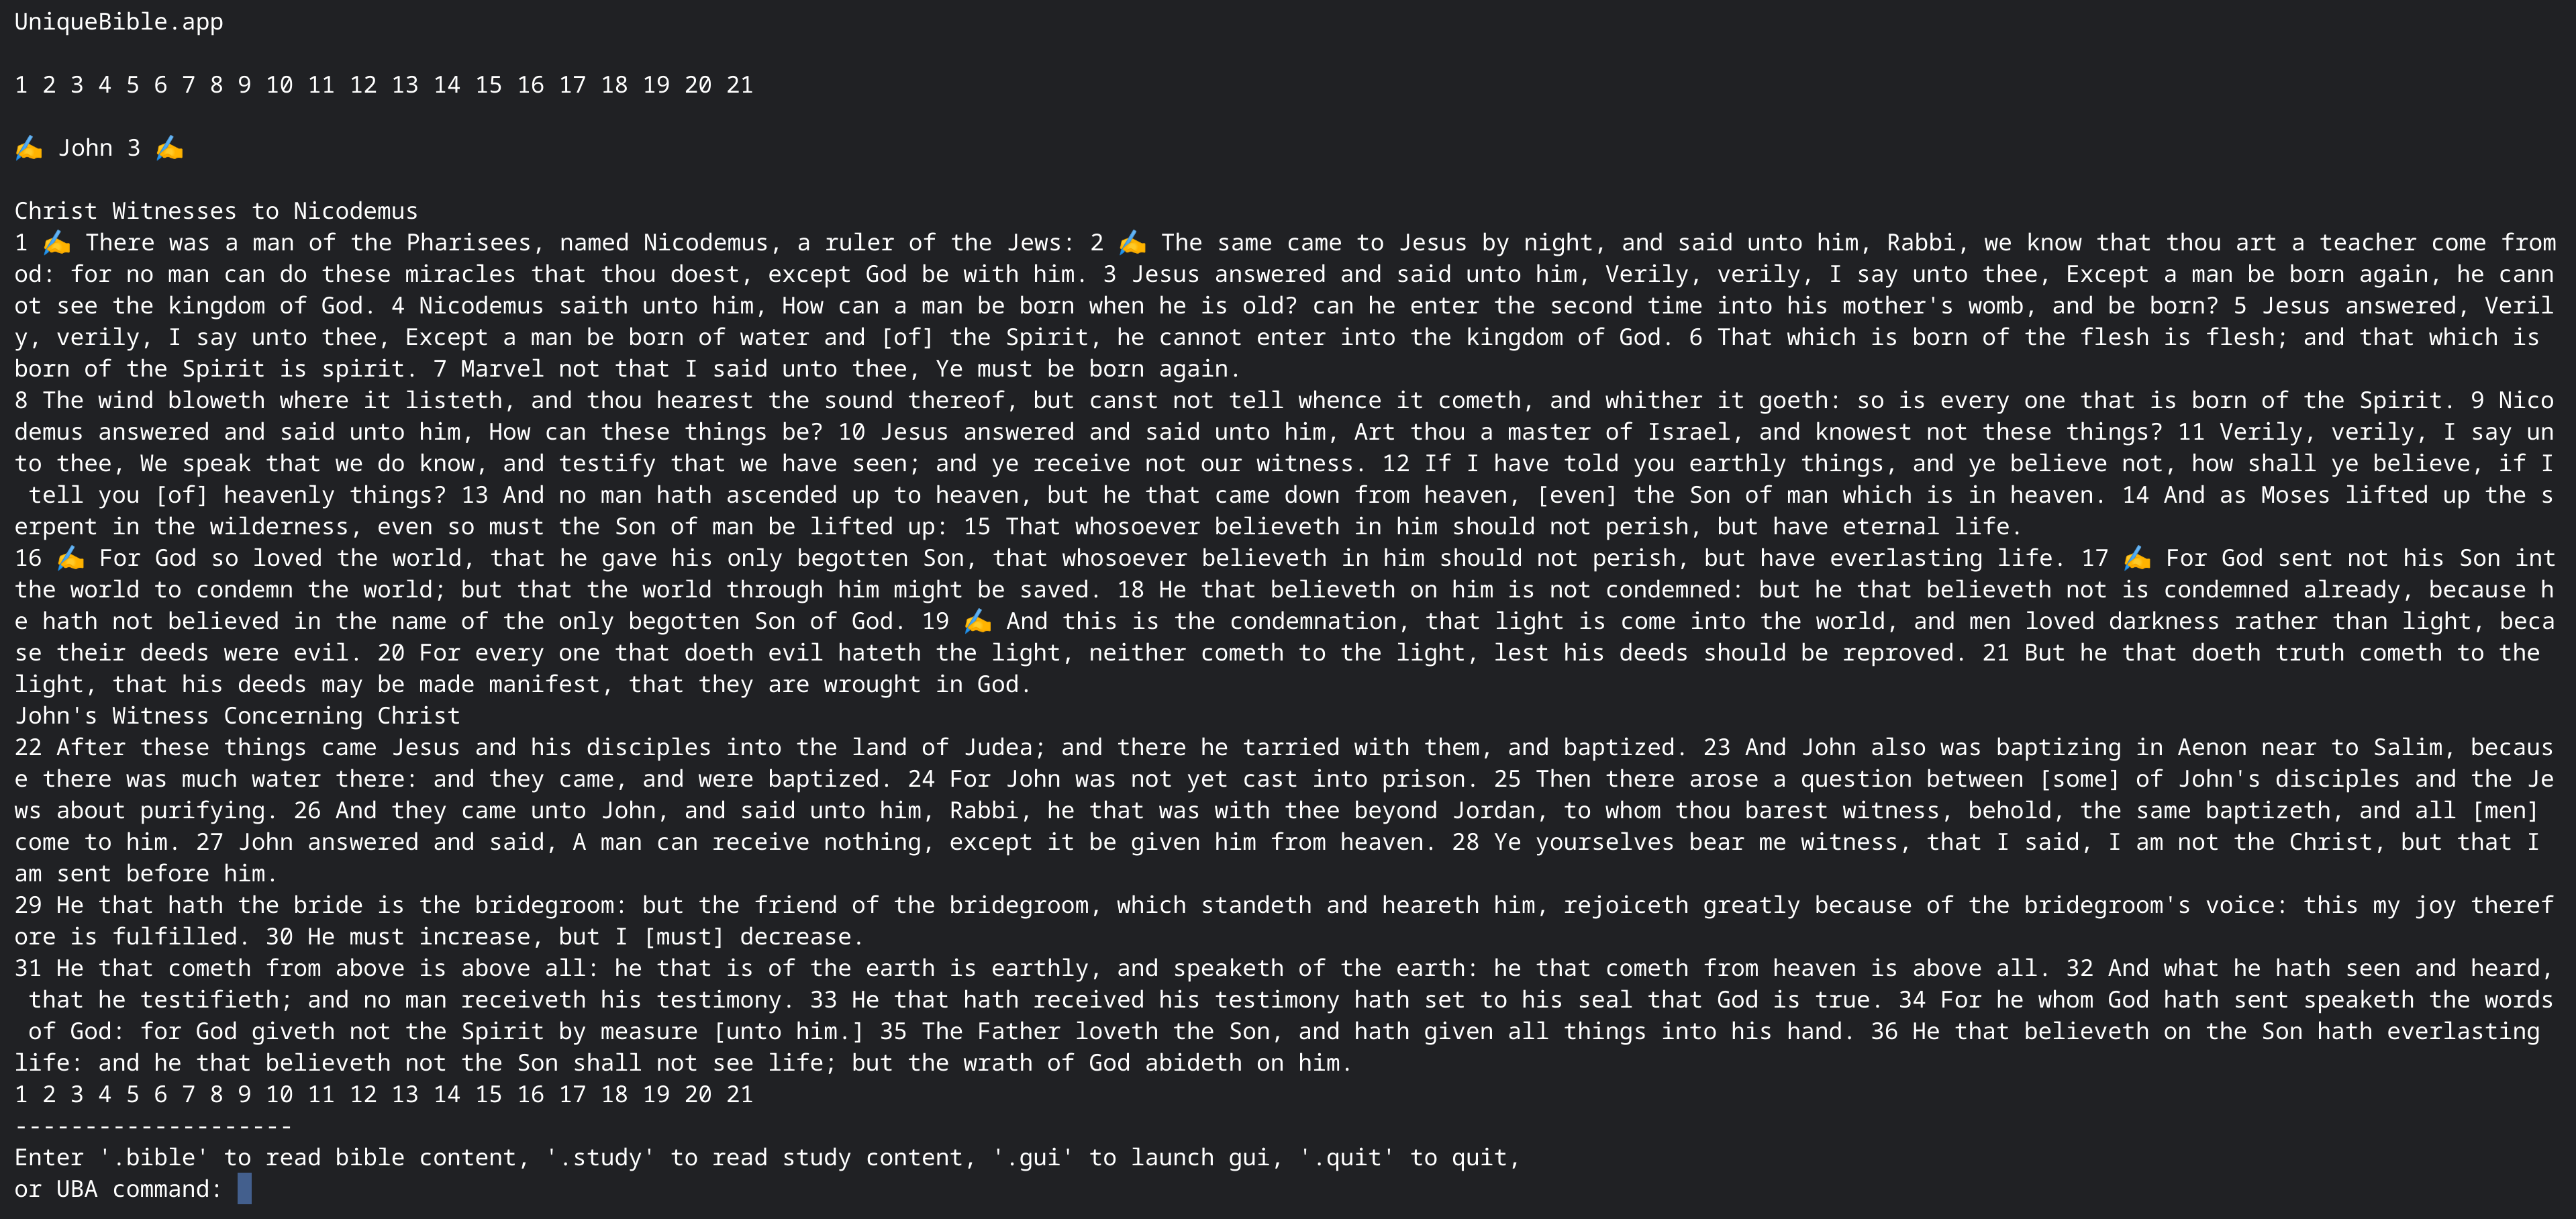 UniqueBible.app
1 2 3 4 5 6 7 8 9 10 11 12 13 14 15 16 17 18 19 20 21
✍ John 3 ✍
Christ Witnesses to Nicodemus
1 ✍ There was a man of the Pharisees, named Nicodemus, a ruler of the Jews: 2 ✍ The same came to Jesus by night, and said unto him, Rabbi, we know that thou art a teacher come from
od: for no man can do these miracles that thou doest, except God be with him. 3 Jesus answered and said unto him, Verily, verily, I say unto thee, Except a man be born again, he cann
ot see the kingdom of God. 4 Nicodemus saith unto him, How can a man be born when he is old? can he enter the second time into his mother's womb, and be born? 5 Jesus answered, Veril
y, verily, I say unto thee, Except a man be born of water and [of] the Spirit, he cannot enter into the kingdom of God. 6 That which is born of the flesh is flesh; and that which is
born of the Spirit is spirit. 7 Marvel not that I said unto thee, Ye must be born again.
8 The wind bloweth where it listeth, and thou hearest the sound thereof, but canst not tell whence it cometh, and whither it goeth: so is every one that is born of the Spirit. 9 Nico
demus answered and said unto him, How can these things be? 10 Jesus answered and said unto him, Art thou a master of Israel, and knowest not these things? 11 Verily, verily, I say un
to thee, We speak that we do know, and testify that we have seen; and ye receive not our witness. 12 If I have told you earthly things, and ye believe not, how shall ye believe, if I
tell you [of] heavenly things? 13 And no man hath ascended up to heaven, but he that came down from heaven, [even] the Son of man which is in heaven. 14 And as Moses lifted up the s
erpent in the wilderness, even so must the Son of man be lifted up: 15 That whosoever believeth in him should not perish, but have eternal life.
16 ✍ For God so loved the world, that he gave his only begotten Son, that whosoever believeth in him should not perish, but have everlasting life. 17 ✍ For God sent not his Son int
the world to condemn the world; but that the world through him might be saved. 18 He that believeth on him is not condemned: but he that believeth not is condemned already, because h
e hath not believed in the name of the only begotten Son of God. 19 ✍ And this is the condemnation, that light is come into the world, and men loved darkness rather than light, beca
se their deeds were evil. 20 For every one that doeth evil hateth the light, neither cometh to the light, lest his deeds should be reproved. 21 But he that doeth truth cometh to the
light, that his deeds may be made manifest, that they are wrought in God.
John's Witness Concerning Christ
22 After these things came Jesus and his disciples into the land of Judea; and there he tarried with them, and baptized. 23 And John also was baptizing in Aenon near to Salim, becaus
e there was much water there: and they came, and were baptized. 24 For John was not yet cast into prison. 25 Then there arose a question between [some] of John's disciples and the Je
ws about purifying. 26 And they came unto John, and said unto him, Rabbi, he that was with thee beyond Jordan, to whom thou barest witness, behold, the same baptizeth, and all [men]
come to him. 27 John answered and said, A man can receive nothing, except it be given him from heaven. 28 Ye yourselves bear me witness, that I said, I am not the Christ, but that I
am sent before him.
29 He that hath the bride is the bridegroom: but the friend of the bridegroom, which standeth and heareth him, rejoiceth greatly because of the bridegroom's voice: this my joy theref
ore is fulfilled. 30 He must increase, but I [must] decrease.
31 He that cometh from above is above all: he that is of the earth is earthly, and speaketh of the earth: he that cometh from heaven is above all. 32 And what he hath seen and heard,
that he testifieth; and no man receiveth his testimony. 33 He that hath received his testimony hath set to his seal that God is true. 34 For he whom God hath sent speaketh the words
of God: for God giveth not the Spirit by measure [unto him.] 35 The Father loveth the Son, and hath given all things into his hand. 36 He that believeth on the Son hath everlasting
life: and he that believeth not the Son shall not see life; but the wrath of God abideth on him.
1 2 3 4 5 6 7 8 9 10 11 12 13 14 15 16 17 18 19 20 21
--------------------
Enter '.bible' to read bible content, '.study' to read study content, '.gui' to launch gui, '.quit' to quit,
or UBA command: